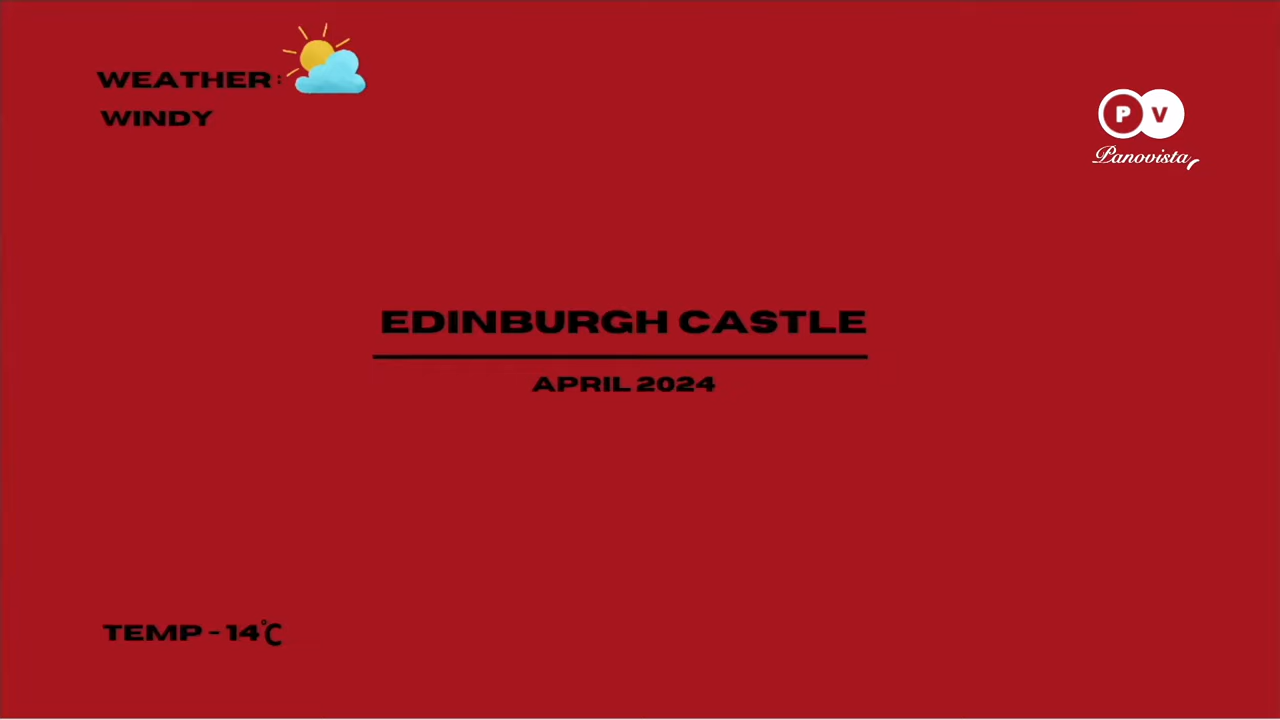 WEATHER:
WINDY
P V
Panovista
EDINBURGH CASTLE
APRIL 2024
TEMP - 14°C